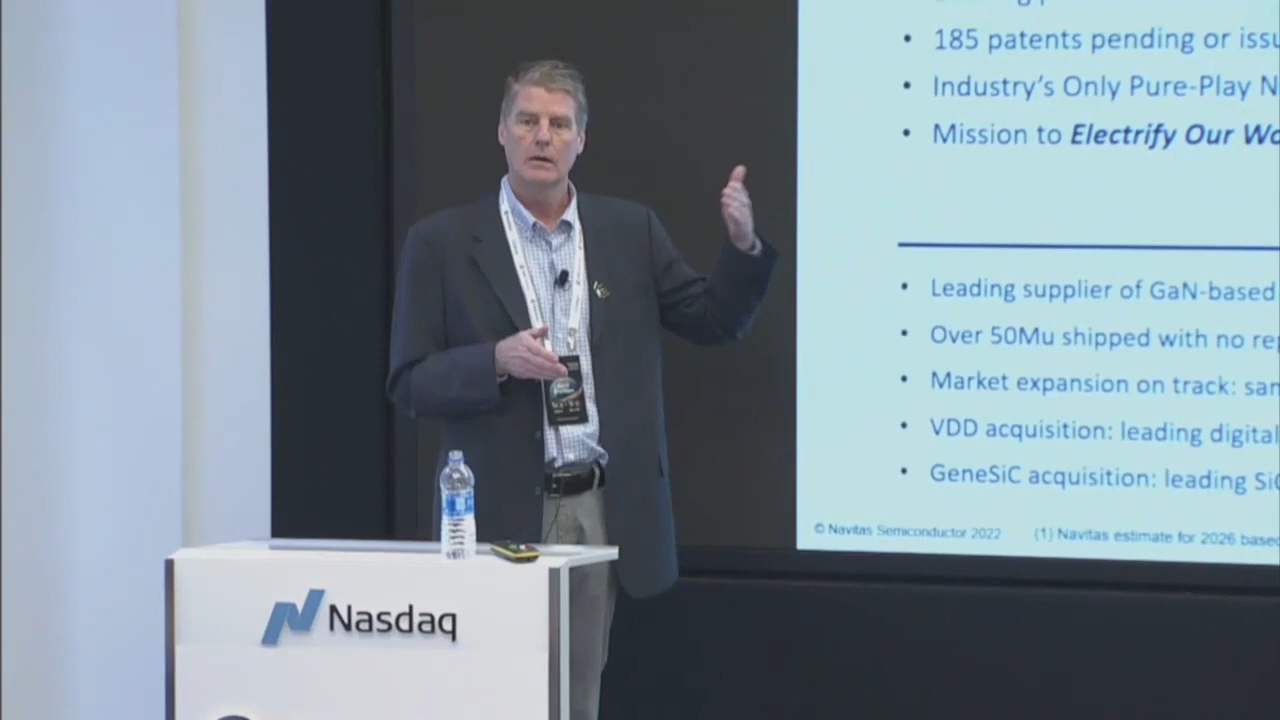 185 patents pending or issu
Industry's Only Pure-Play N
Mission to Electrify Our Wo
Leading supplier of GaN-based
Over 50Mu shipped with no rep
Market expansion on track: sam
VDD acquisition: leading digital
GeneSiC acquisition: leading SiC
© Navitas Semiconductor 2022 (1) Navitas estimate for 2026 based
Nasdaq